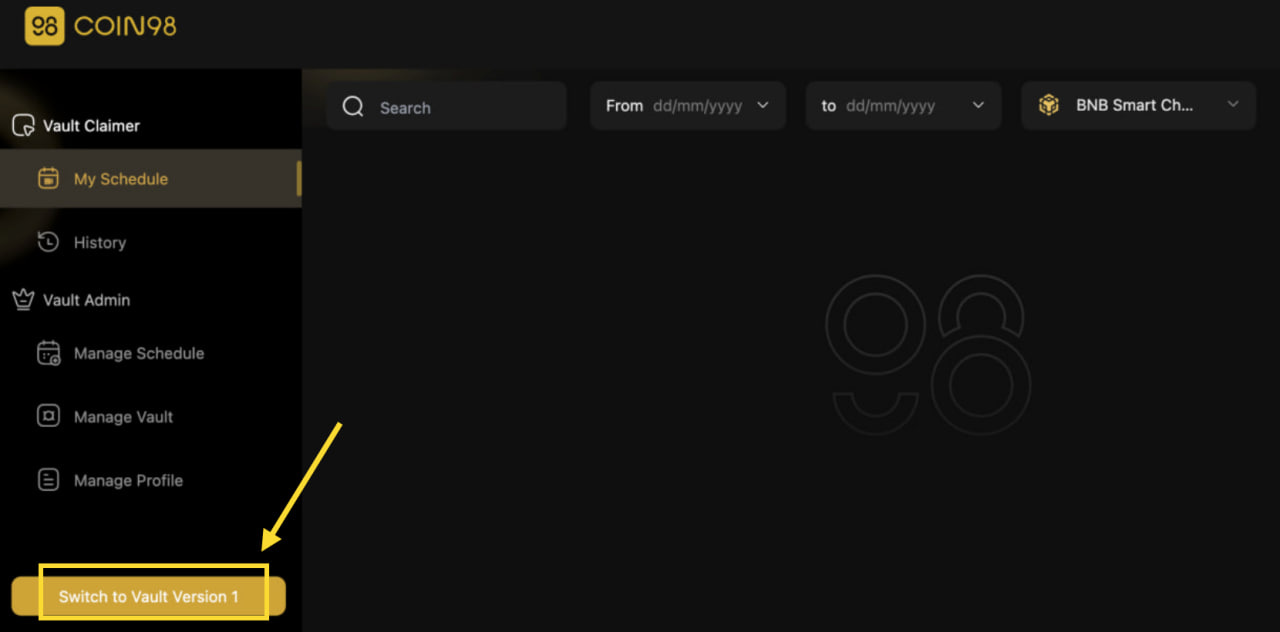 98 COIN98
Search
From dd/mm/yyyy
to dd/mm/yyyy
BNB Smart Ch...
Vault Claimer
My Schedule
History
Vault Admin
Manage Schedule
Manage Vault
Manage Profile
Switch to Vault Version 1
98